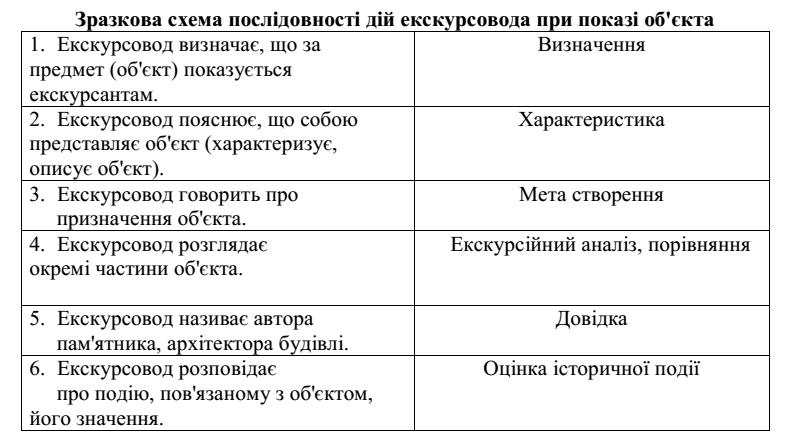 Зразкова схема послідовності дій екскурсовода при показі об'єкта
1. Екскурсовод визначає, що за
предмет (об'єкт) показується
екскурсантам.
Визначення
2. Екскурсовод пояснює, що собою
представляє об'єкт (характеризує,
описує об'єкт).
Характеристика
3. Екскурсовод говорить про
призначення об'єкта.
Мета створення
4. Екскурсовод розглядає
окремі частини об'єкта.
Екскурсійний аналіз, порівняння
5. Екскурсовод називає автора
пам'ятника, архітектора будівлі.
Довідка
6. Екскурсовод розповідає
про подію, пов'язаному з об'єктом,
його значення.
Оцінка історичної події